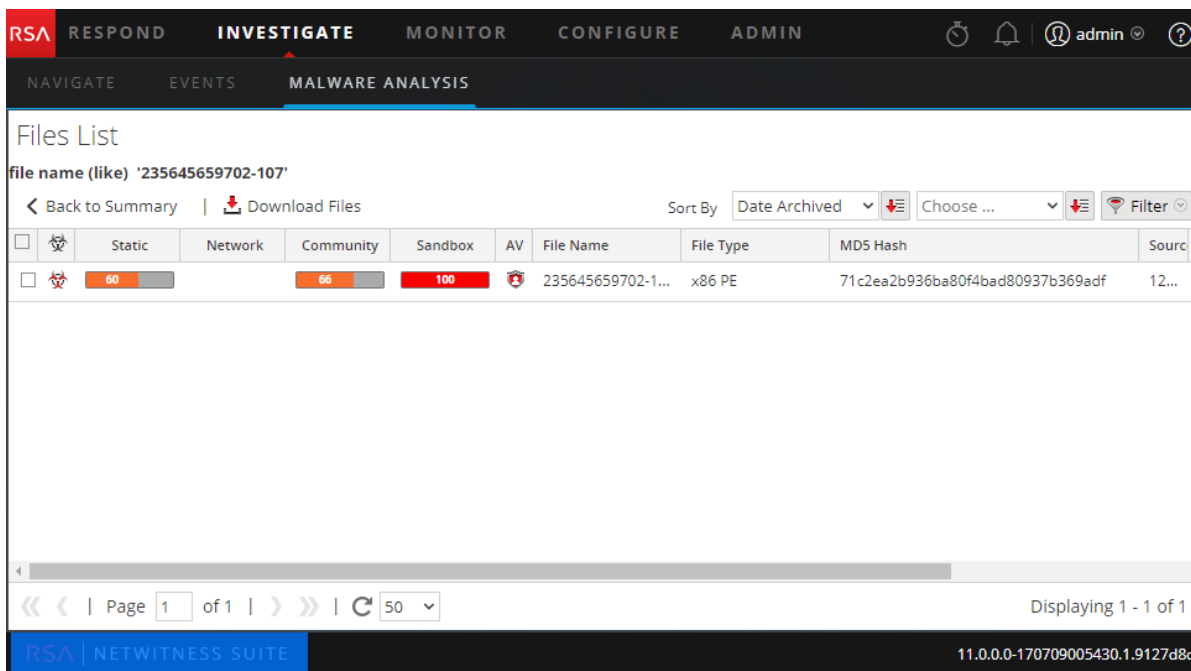 RSA RESPOND INVESTIGATE MONITOR CONFIGURE ADMIN admin ?
NAVIGATE EVENTS MALWARE ANALYSIS
Files List
file name (like) '235645659702-107'
Back to Summary | Download Files Sort By Date Archived Choose ... Filter
Static Network Community Sandbox AV File Name File Type MD5 Hash Sourc
60 66 100 235645659702-1... x86 PE 71c2ea2b936ba80f4bad80937b369adf 12...
| Page 1 of 1 | | 50 Displaying 1 - 1 of 1
RSA | NETWITNESS SUITE 11.0.0.0-170709005430.1.9127d8d